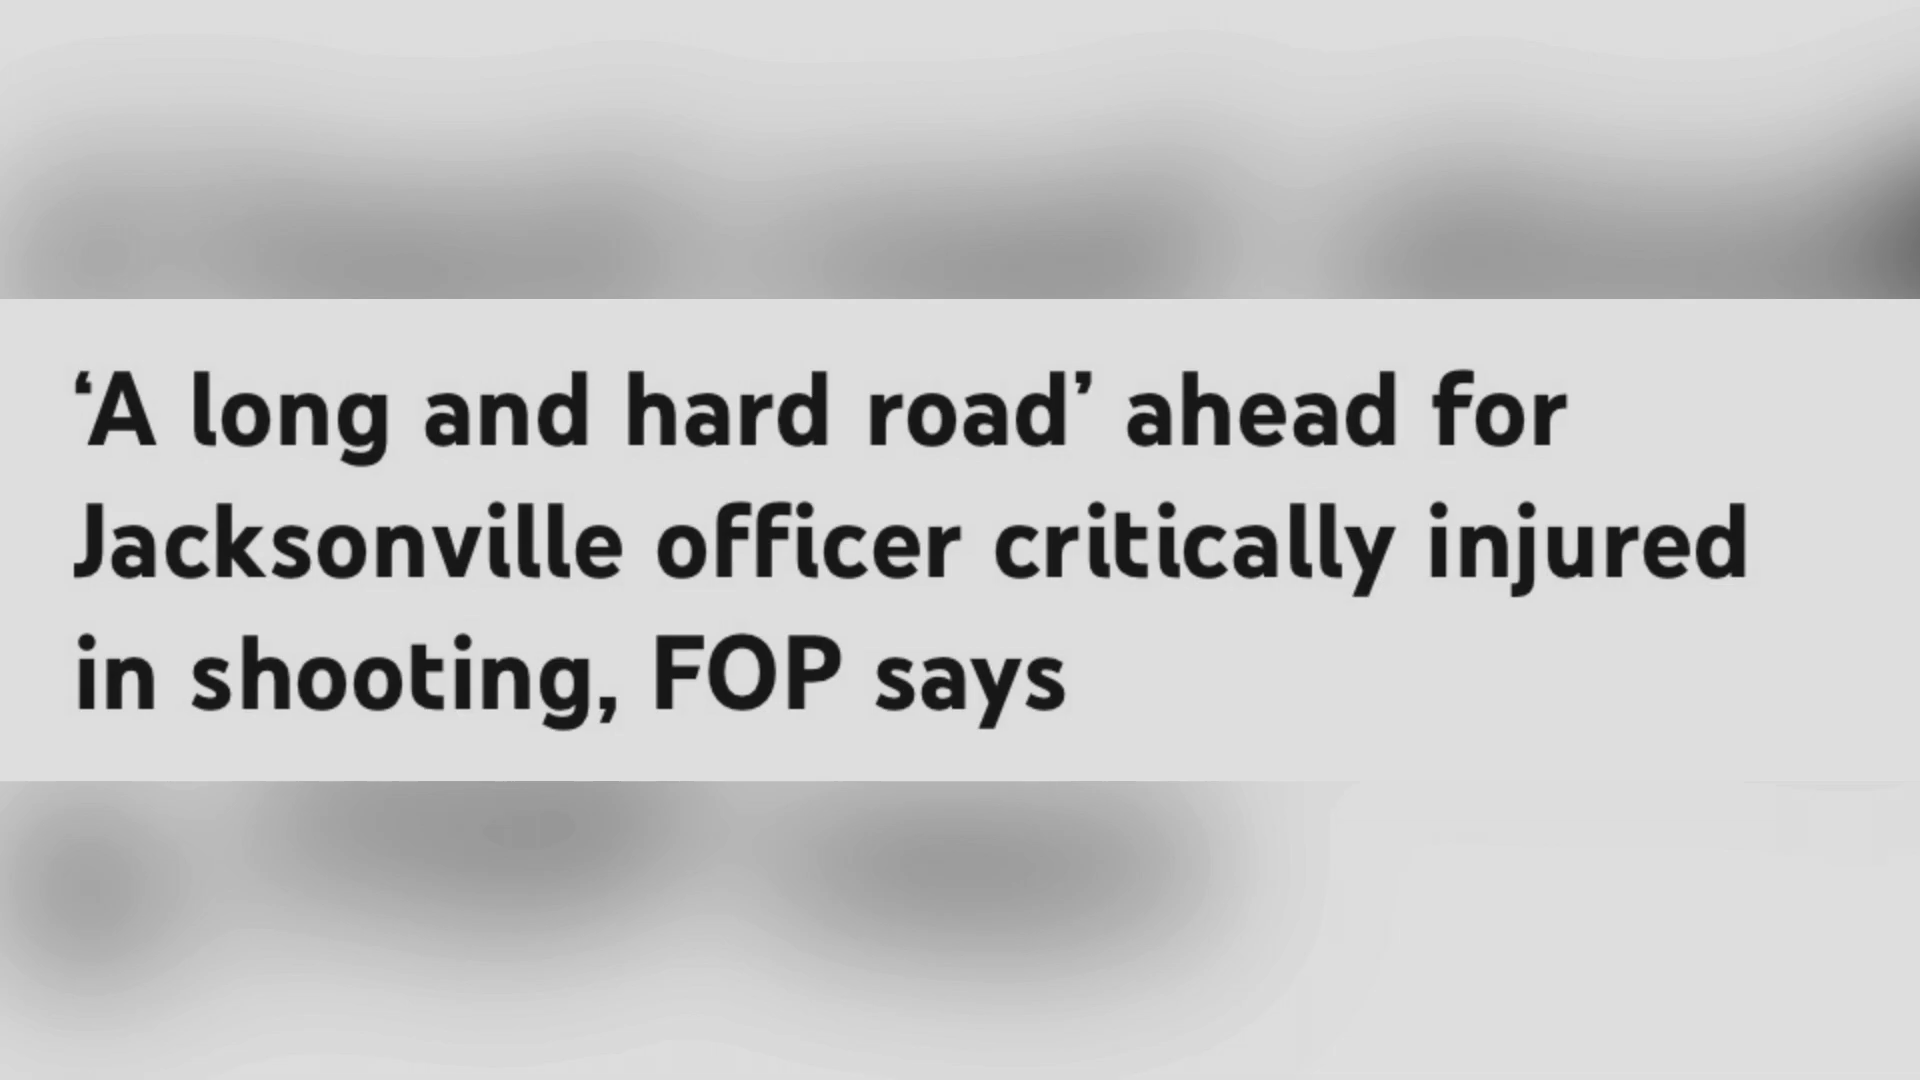 ‘A long and hard road’ ahead for
Jacksonville officer critically injured
in shooting, FOP says